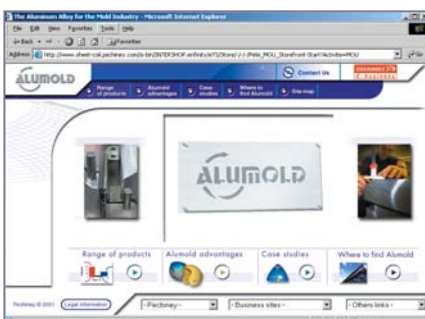 The Aluminum Alloy for the Mold Industry - Microsoft Internet Explorer
File Edit View Favorites Tools Help
Back Favorites
Address
Contact Us
ALUMOLD
Range of products
Alumold advantages
Case studies
Where to find Alumold
Site map
ALUMOLD
Range of products Alumold advantages Case studies Where to find Alumold
Pechiney © 2001 Legal information - Pechiney - - Business sites - - Others links -